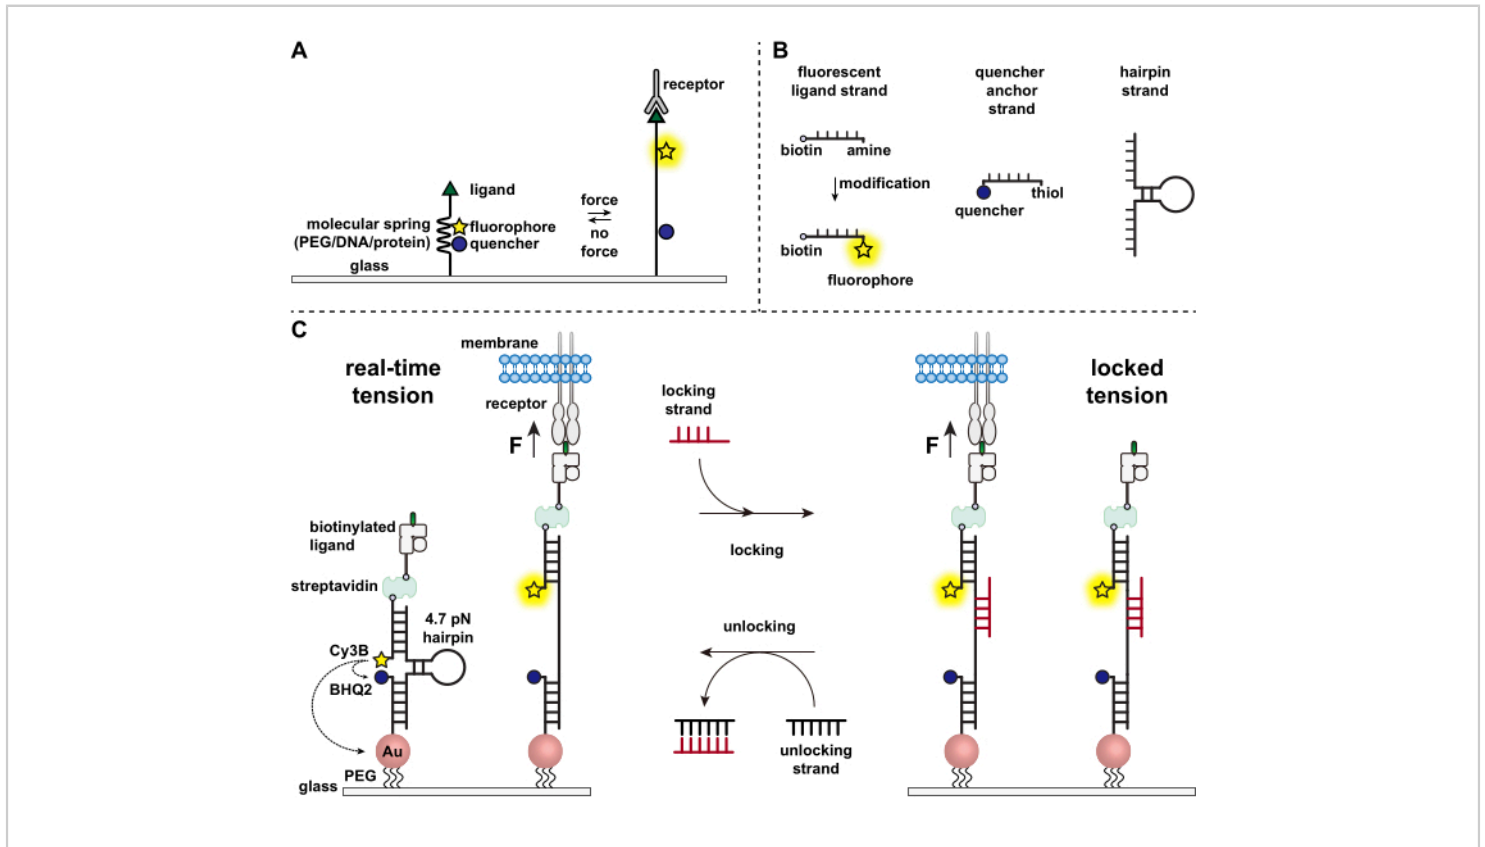 A
receptor
ligand
molecular spring
(PEG/DNA/protein)
fluorophore
quencher
glass
force
no
force
B
fluorescent
ligand strand
quencher
anchor
strand
hairpin
strand
biotin
amine
modification
biotin
fluorophore
thiol
quencher
C
real-time
tension
membrane
receptor
F
biotinylated
ligand
streptavidin
4.7 pN
hairpin
Cy3B
BHQ2
Au
PEG
glass
locking
strand
locking
unlocking
unlocking
strand
F
locked
tension